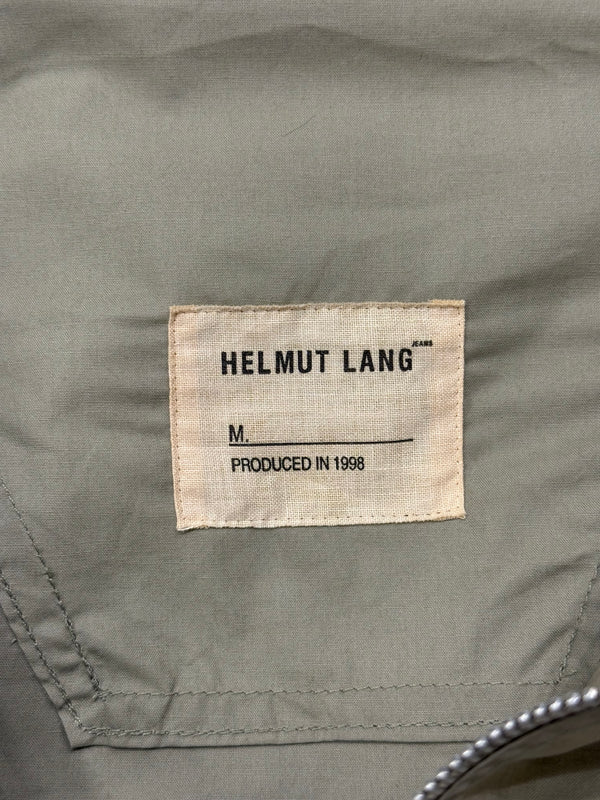 JEANS
HELMUT LANG
M.
PRODUCED IN 1998